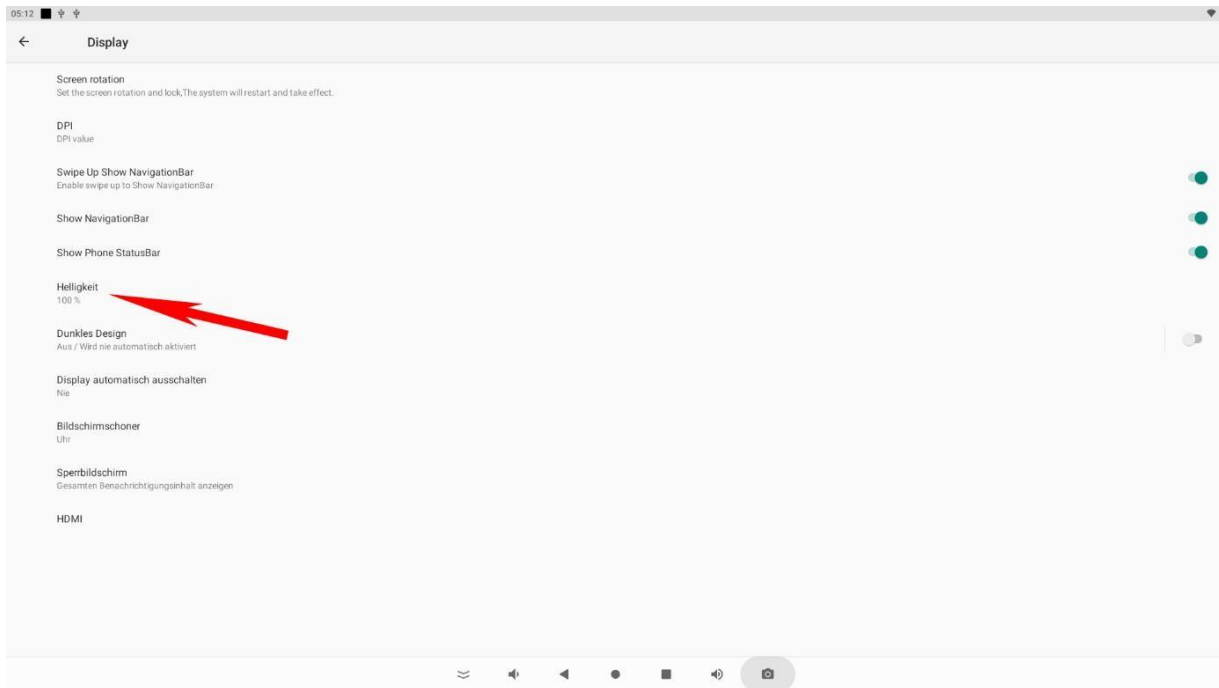 05:12
Display
Screen rotation
Set the screen rotation and lock,The system will restart and take effect.
DPI
DPI value
Swipe Up Show NavigationBar
Enable swipe up to Show NavigationBar
Show NavigationBar
Show Phone StatusBar
Helligkeit
100 %
Dunkles Design
Aus / Wird nie automatisch aktiviert
Display automatisch ausschalten
Nie
Bildschirmschoner
Uhr
Sperrbildschirm
Gesamten Benachrichtigungsinhalt anzeigen
HDMI